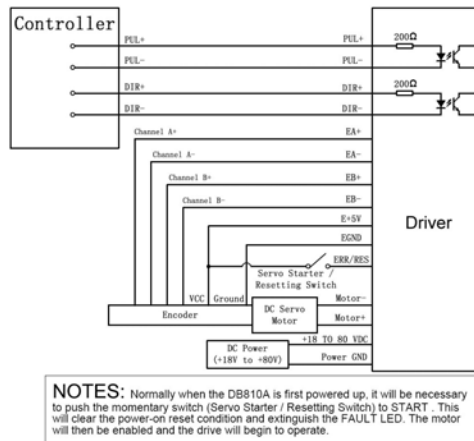 Controller
PUL+ PUL+ 200Ω
PUL- PUL-
DIR+ DIR+ 200Ω
DIR- DIR-
Channel A+ EA+
Channel A- EA-
Channel B+ EB+
Channel B- EB-
E+5V
Driver
EGND
ERR/RES
Servo Starter /
Resetting Switch
VCC Ground
Encoder
DC Servo
Motor
Motor-
Motor+
DC Power
(+18V to +80V)
+18 TO 80 VDC
Power GND
NOTES: Normally when the DB810A is first powered up, it will be necessary
to push the momentary switch (Servo Starter / Resetting Switch) to START . This
will clear the power-on reset condition and extinguish the FAULT LED. The motor
will then be enabled and the drive will begin to operate.